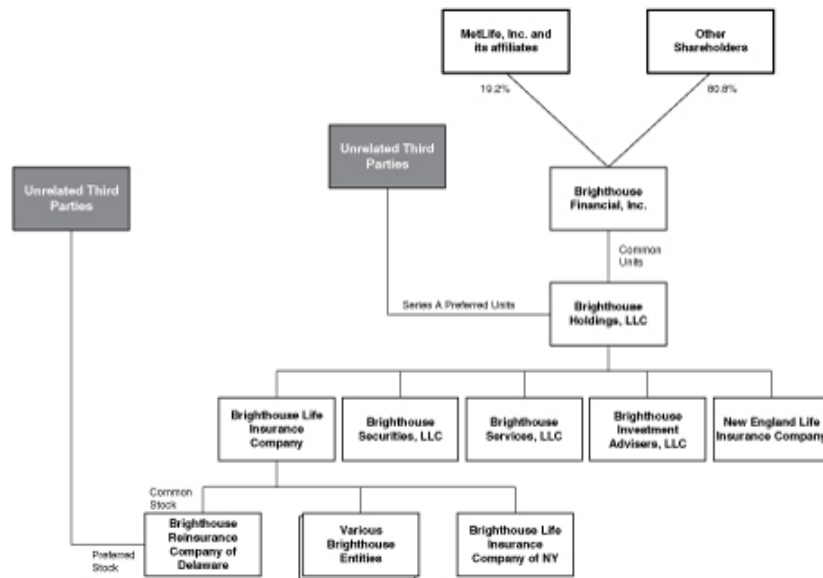 MetLife, Inc. and
its affiliates
Other
Shareholders
19.2%
80.8%
Unrelated Third
Parties
Unrelated Third
Parties
Brighthouse
Financial, Inc.
Common
Units
Series A Preferred Units
Brighthouse
Holdings, LLC
Brighthouse Life
Insurance
Company
Brighthouse
Securities, LLC
Brighthouse
Services, LLC
Brighthouse
Investment
Advisers, LLC
New England Life
Insurance Company
Common
Stock
Preferred
Stock
Brighthouse
Reinsurance
Company of
Delaware
Various
Brighthouse
Entities
Brighthouse Life
Insurance
Company of NY